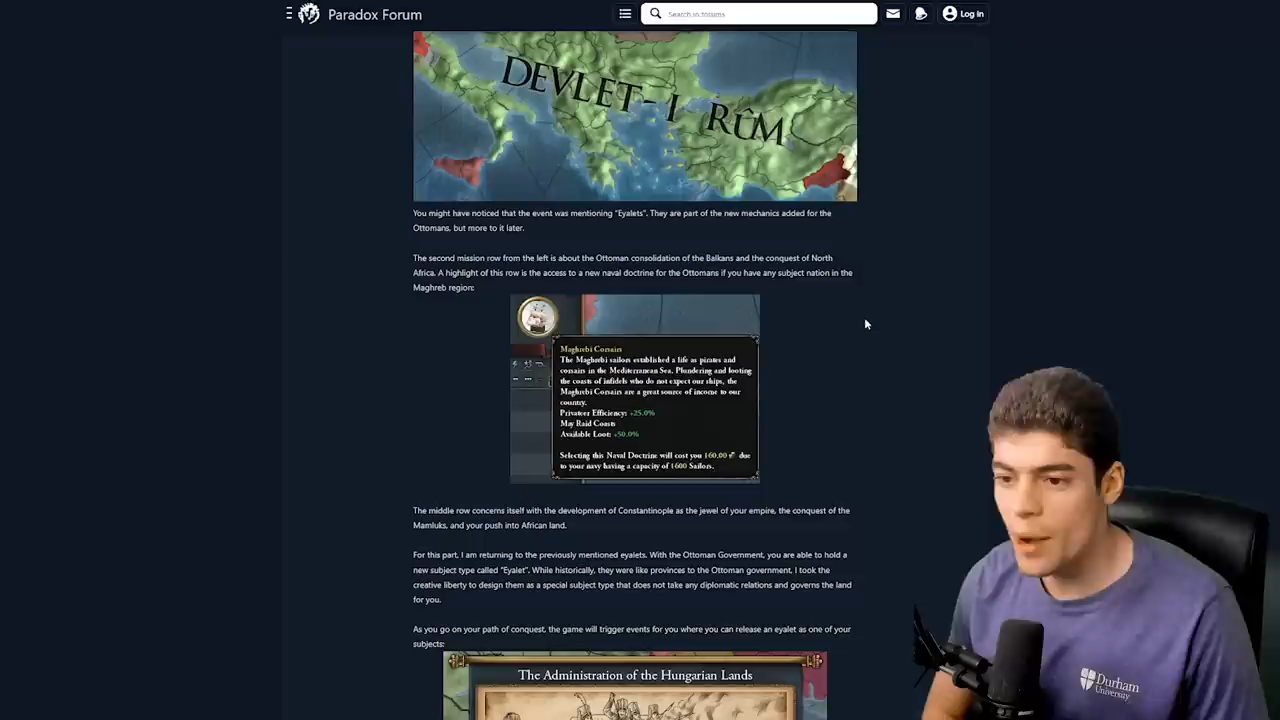 Paradox Forum
Search in forums
Log in
DEVLET-I RÛM
You might have noticed that the event was mentioning "Eyalets". They are part of the new mechanics added for the
Ottomans, but more to it later.
The second mission row from the left is about the Ottoman consolidation of the Balkans and the conquest of North
Africa. A highlight of this row is the access to a new naval doctrine for the Ottomans if you have any subject nation in the
Maghreb region:
Maghrebi Corsairs
The Maghrebi sailors established a life as pirates and
corsairs in the Mediterranean Sea. Plundering and looting
the coasts of infidels who do not expect our ships, the
Maghrebi Corsairs are a great source of income to our
country.
Privateer Efficiency: +25.0%
May Raid Coasts
Available Loot: +50.0%
Selecting this Naval Doctrine will cost you 160.00 due
to your navy having a capacity of 1600 Sailors.
The middle row concerns itself with the development of Constantinople as the jewel of your empire, the conquest of the
Mamluks, and your push into African land.
For this part, I am returning to the previously mentioned eyalets. With the Ottoman Government, you are able to hold a
new subject type called "Eyalet". While historically, they were like provinces to the Ottoman government, I took the
creative liberty to design them as a special subject type that does not take any diplomatic relations and governs the land
for you.
As you go on your path of conquest, the game will trigger events for you where you can release an eyalet as one of your
subjects:
The Administration of the Hungarian Lands
Durham
University